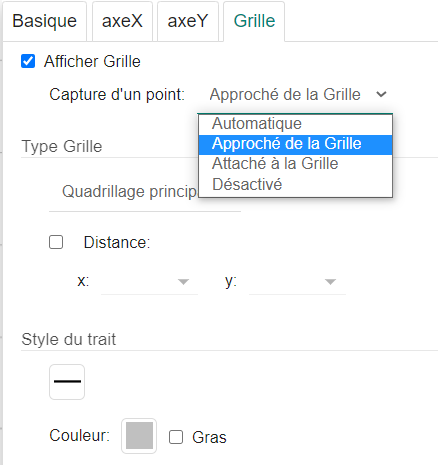 Basique axeX axeY Grille
Afficher Grille
Capture d'un point: Approché de la Grille
Automatique
Approché de la Grille
Attaché à la Grille
Désactivé
Type Grille
Quadrillage princip
Distance:
x: y:
Style du trait
Couleur: Gras